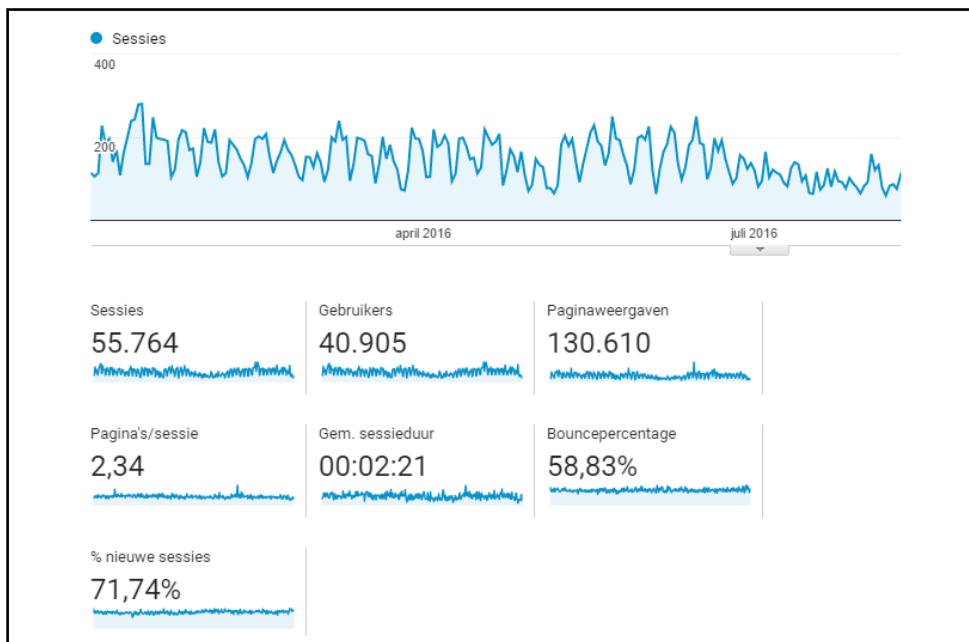 Sessies
400
200
april 2016
juli 2016
Sessies
Gebruikers
Paginaweergaven
55.764
40.905
130.610
Pagina's/sessie
Gem. sessieduur
Bouncepercentage
2,34
00:02:21
58,83%
% nieuwe sessies
71,74%